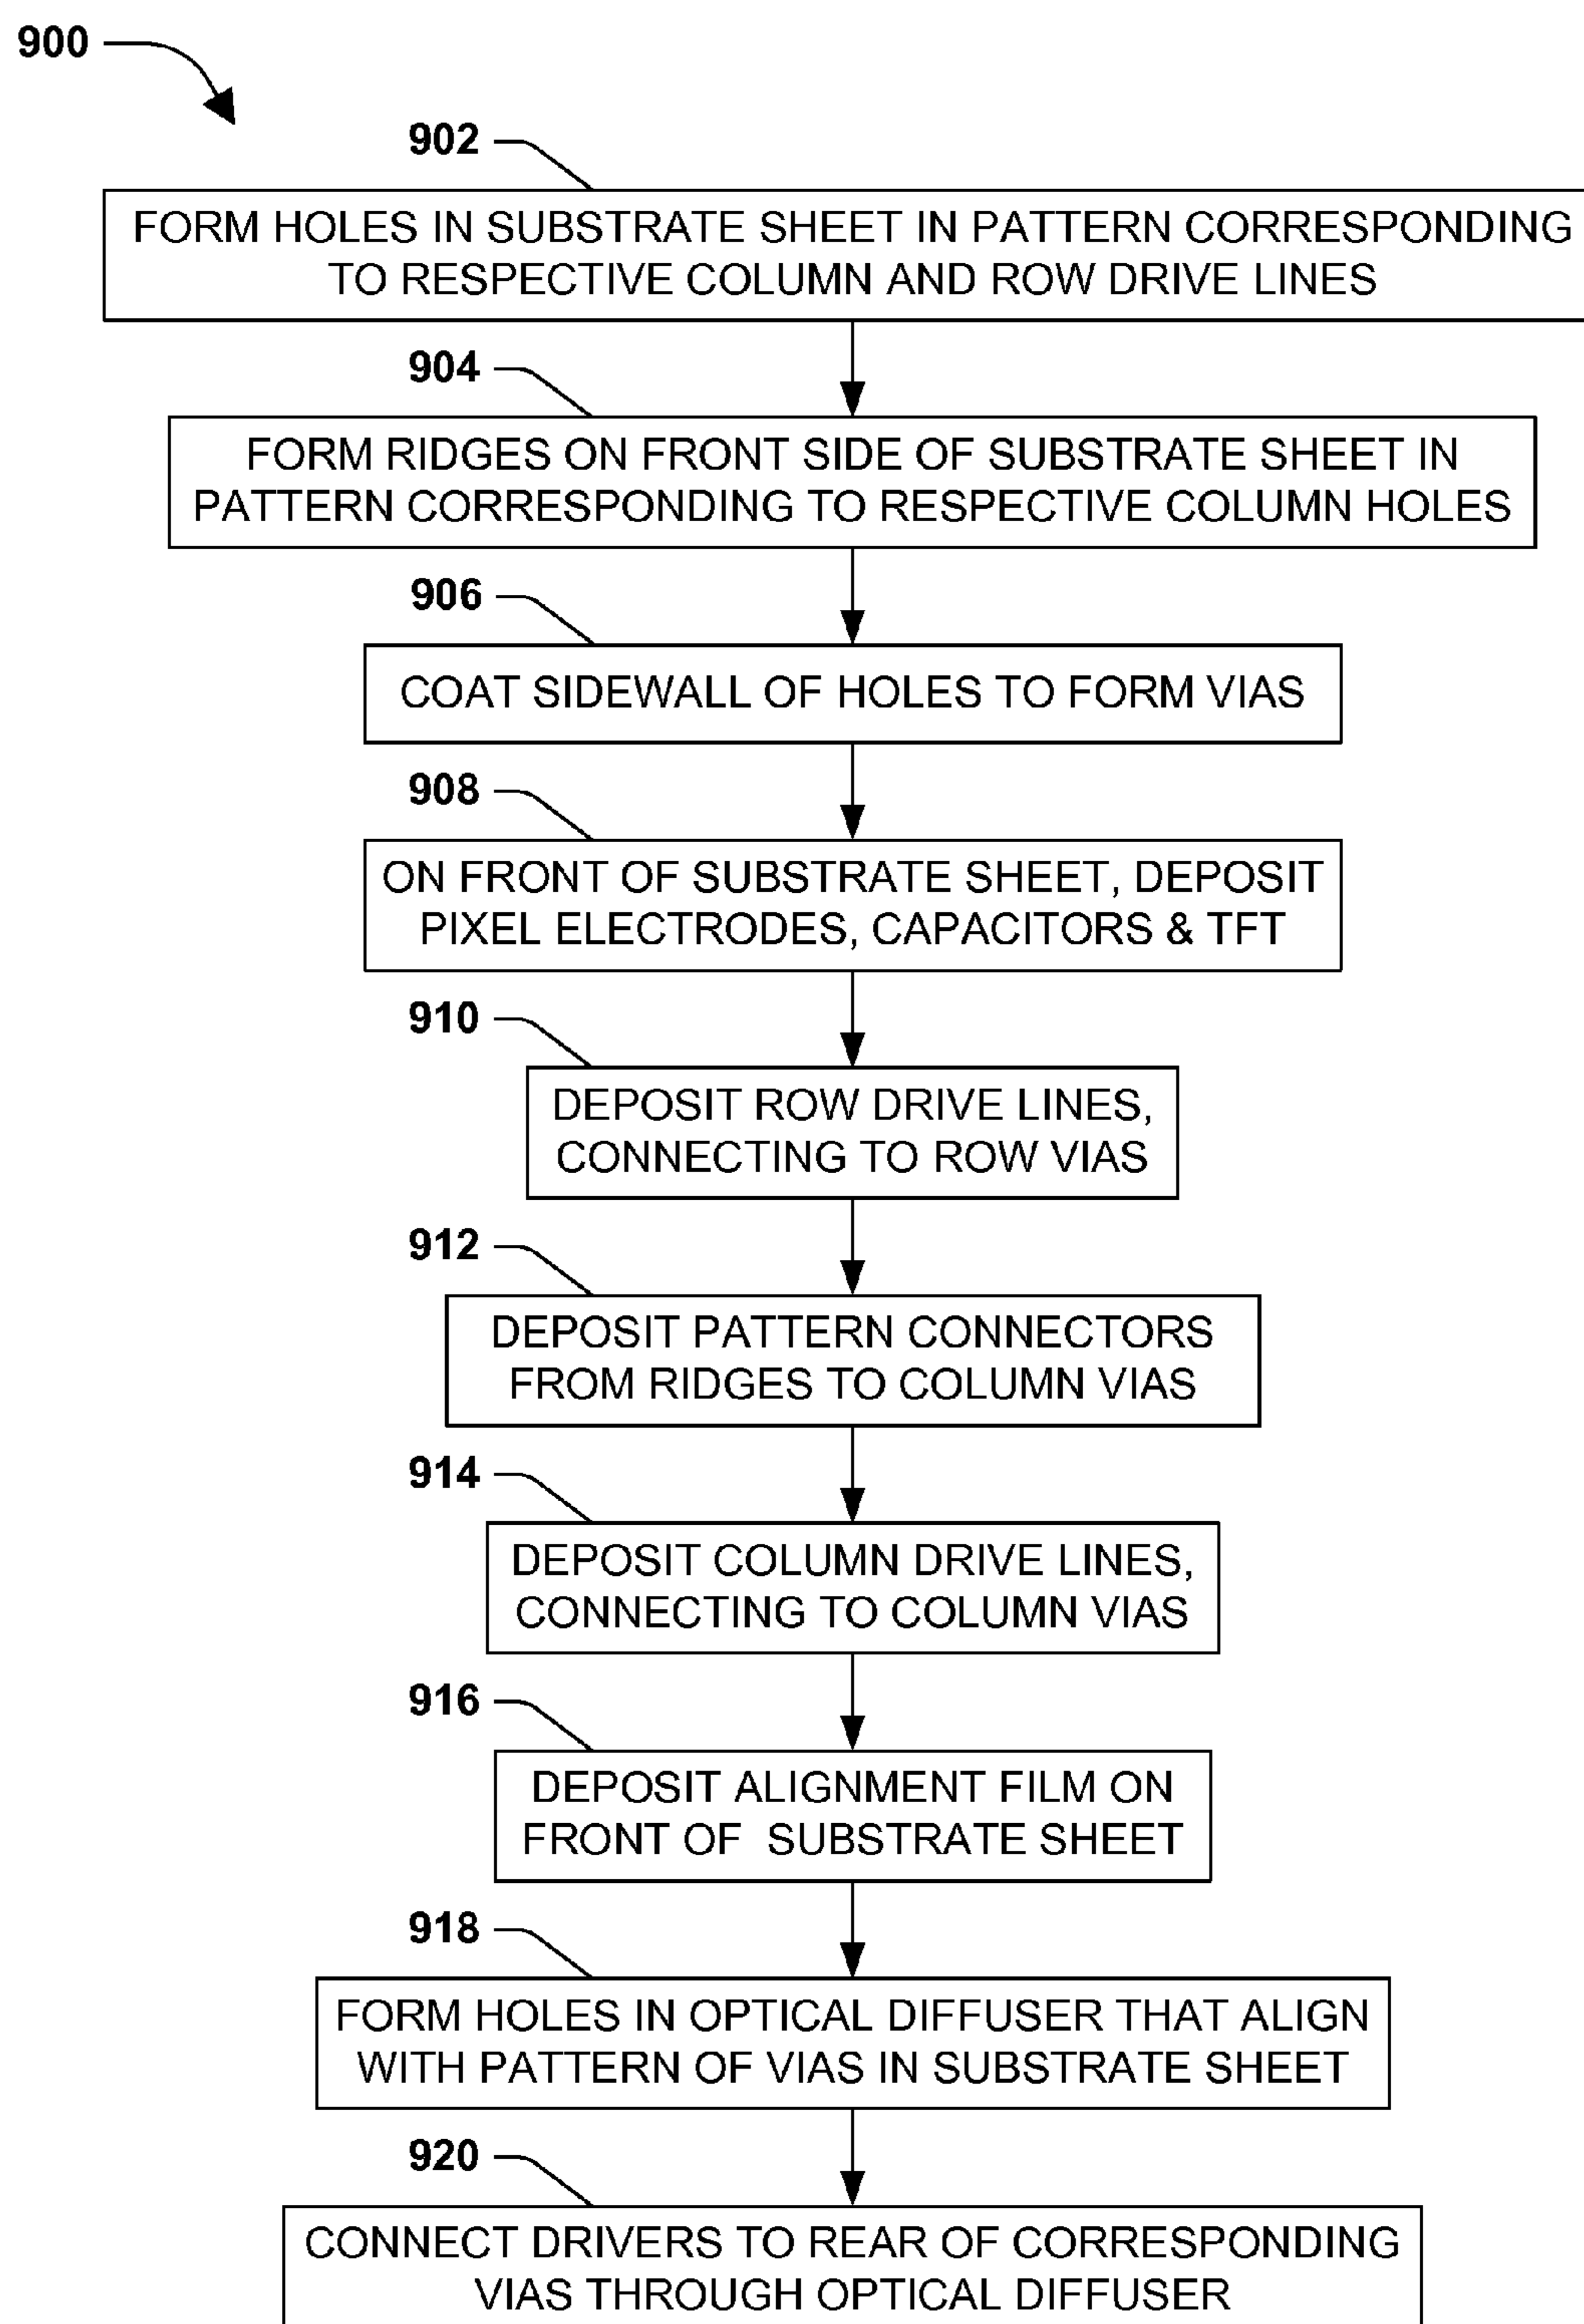 900
902
FORM HOLES IN SUBSTRATE SHEET IN PATTERN CORRESPONDING
TO RESPECTIVE COLUMN AND ROW DRIVE LINES
904
FORM RIDGES ON FRONT SIDE OF SUBSTRATE SHEET IN
PATTERN CORRESPONDING TO RESPECTIVE COLUMN HOLES
906
COAT SIDEWALL OF HOLES TO FORM VIAS
908
ON FRONT OF SUBSTRATE SHEET, DEPOSIT
PIXEL ELECTRODES, CAPACITORS & TFT
910
DEPOSIT ROW DRIVE LINES,
CONNECTING TO ROW VIAS
912
DEPOSIT PATTERN CONNECTORS
FROM RIDGES TO COLUMN VIAS
914
DEPOSIT COLUMN DRIVE LINES,
CONNECTING TO COLUMN VIAS
916
DEPOSIT ALIGNMENT FILM ON
FRONT OF SUBSTRATE SHEET
918
FORM HOLES IN OPTICAL DIFFUSER THAT ALIGN
WITH PATTERN OF VIAS IN SUBSTRATE SHEET
920
CONNECT DRIVERS TO REAR OF CORRESPONDING
VIAS THROUGH OPTICAL DIFFUSER